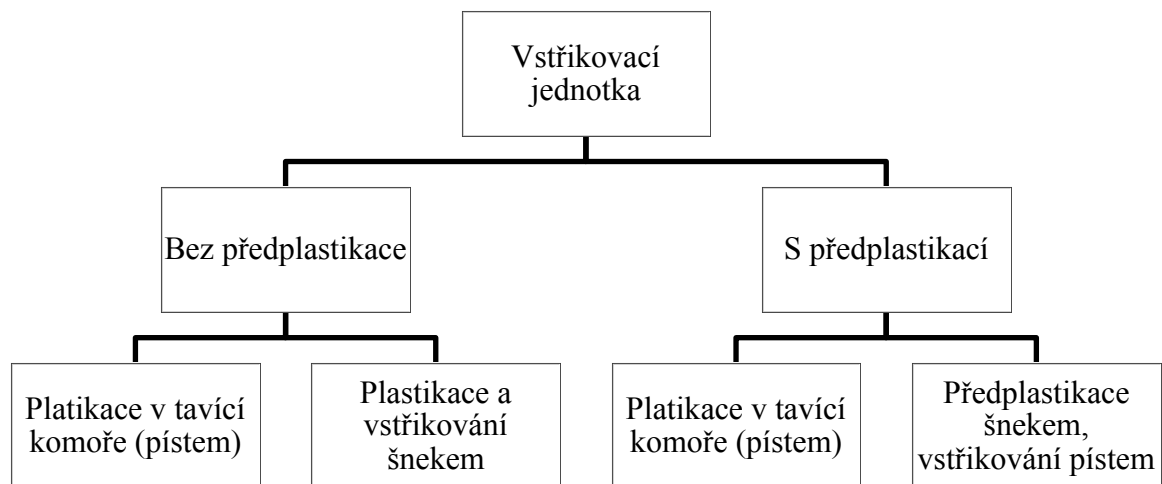 Vstřikovací
jednotka
Bez předplastikace
S předplastikací
Platikace v tavící
komoře (pístem)
Plastikace a
vstřikování
šnekem
Platikace v tavící
komoře (pístem)
Předplastikace
šnekem,
vstřikování pístem